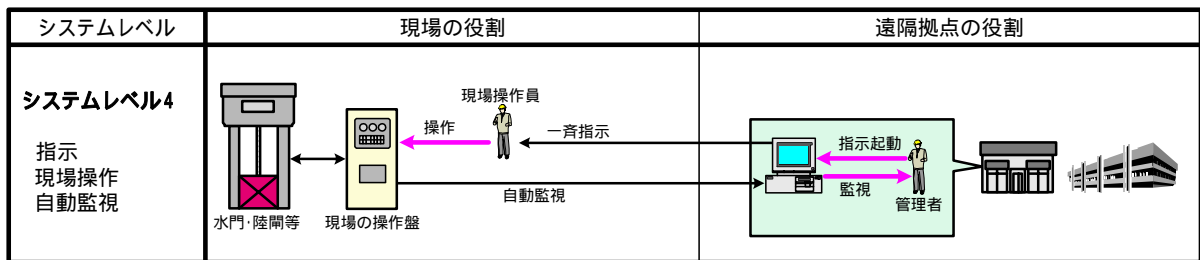 システムレベル
現場の役割
遠隔拠点の役割
システムレベル4
指示
現場操作
自動監視
水門・陸閘等
現場の操作盤
操作
現場操作員
一斉指示
自動監視
指示起動
監視
管理者